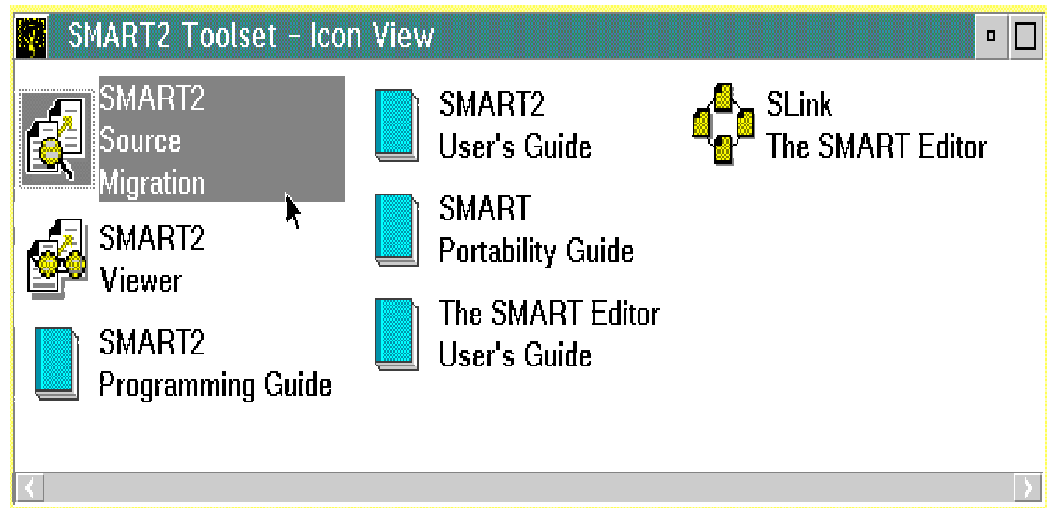 SMART2 Toolset - Icon View
SMART2
Source
Migration
SMART2
Viewer
SMART2
Programming Guide
SMART2
User's Guide
SMART
Portability Guide
The SMART Editor
User's Guide
SLink
The SMART Editor